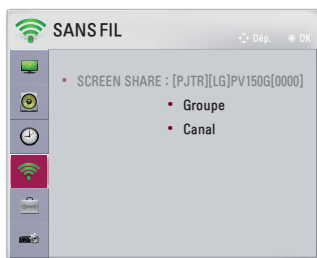 SANS FIL
Dép. OK
• SCREEN SHARE : [PJTR][LG]PV150G[0000]
• Groupe
• Canal